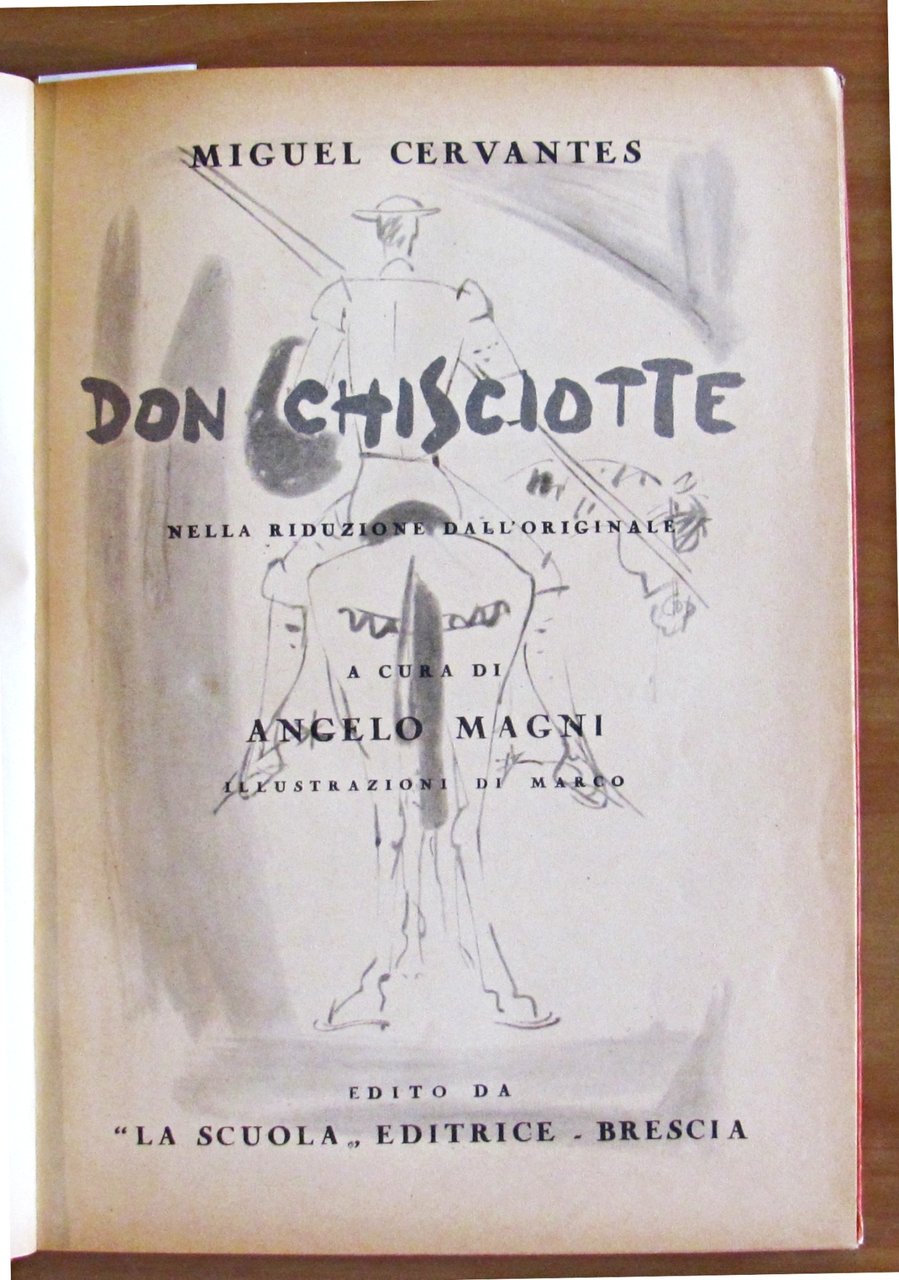 MIGUEL CERVANTES
DON CHISCIOTTE
NELLA RIDUZIONE DALL'ORIGINALE
A CURA DI
ANGELO MAGNI
ILLUSTRAZIONI DI MARCO
EDITO DA
“LA SCUOLA„ EDITRICE - BRESCIA